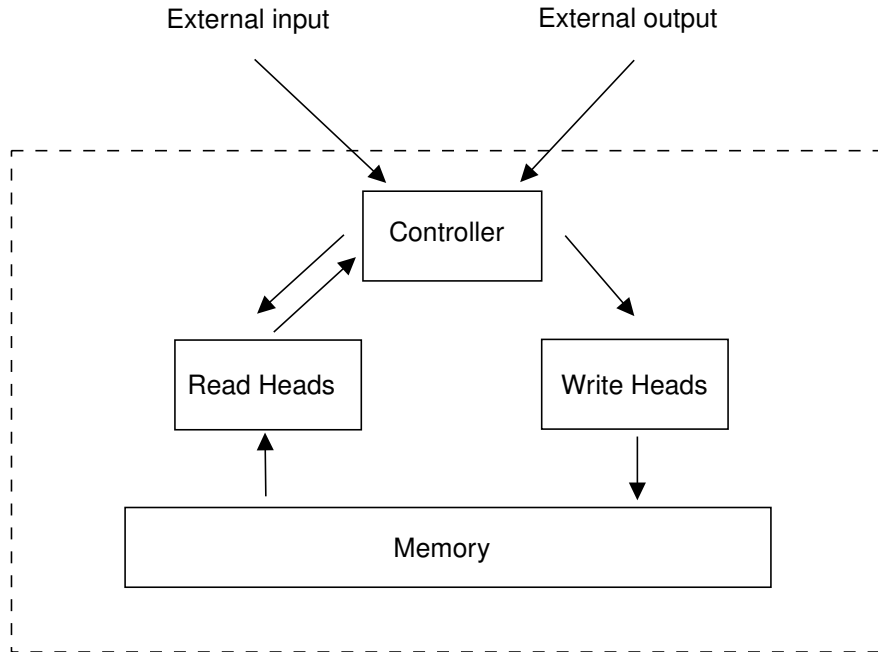 External input
External output
Controller
Read Heads
Write Heads
Memory